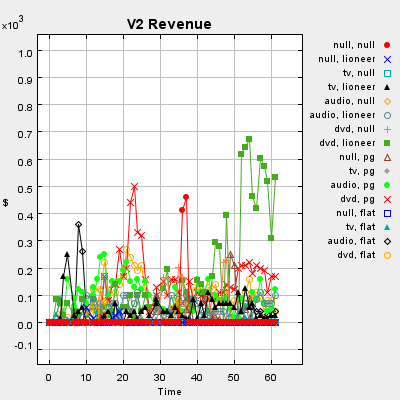 V2 Revenue
x10³
1.0
0.9
0.8
0.7
0.6
0.5
0.4
0.3
0.2
0.1
0.0
-0.1
$
0 10 20 30 40 50 60
Time
null, null
null, lioneer
tv, null
tv, lioneer
audio, null
audio, lioneer
dvd, null
dvd, lioneer
null, pg
tv, pg
audio, pg
dvd, pg
null, flat
tv, flat
audio, flat
dvd, flat